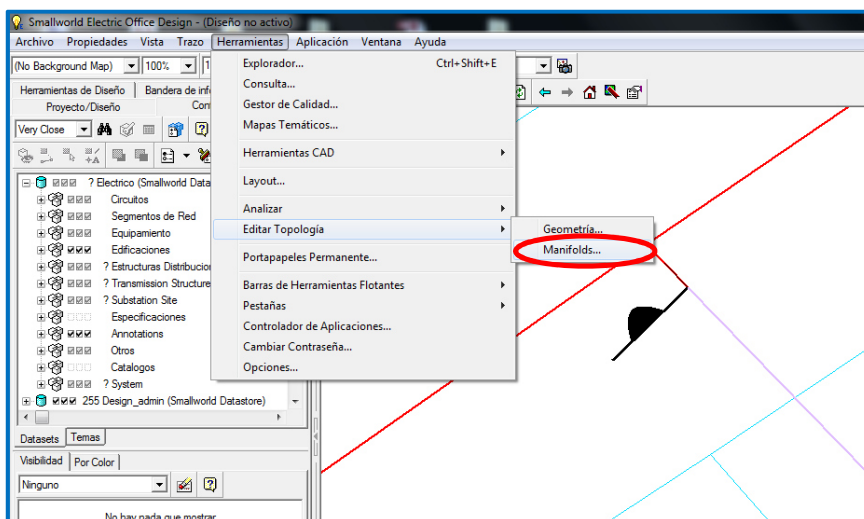 Smallworld Electric Office Design - (Diseño no activo)
Archivo Propiedades Vista Trazo Herramientas Aplicación Ventana Ayuda
(No Background Map) 100% 1
Herramientas de Diseño Bandera de inf
Proyecto/Diseño Con
Very Close
Explorador... Ctrl+Shift+E
Consulta...
Gestor de Calidad...
Mapas Temáticos...
Herramientas CAD
Layout...
Analizar
Editar Topología
Portapapeles Permanente...
Barras de Herramientas Flotantes
Pestañas
Controlador de Aplicaciones...
Cambiar Contraseña...
Opciones...
Geometría...
Manifolds...
? Electrico (Smallworld Data
Circuitos
Segmentos de Red
Equipamiento
Edificaciones
? Estructuras Distribucion
? Transmission Structure
? Substation Site
Especificaciones
Annotations
Otros
Catalogos
? System
255 Design_admin (Smallworld Datastore)
Datasets Temas
Visibilidad Por Color
Ninguno
No hay nada que mostrar